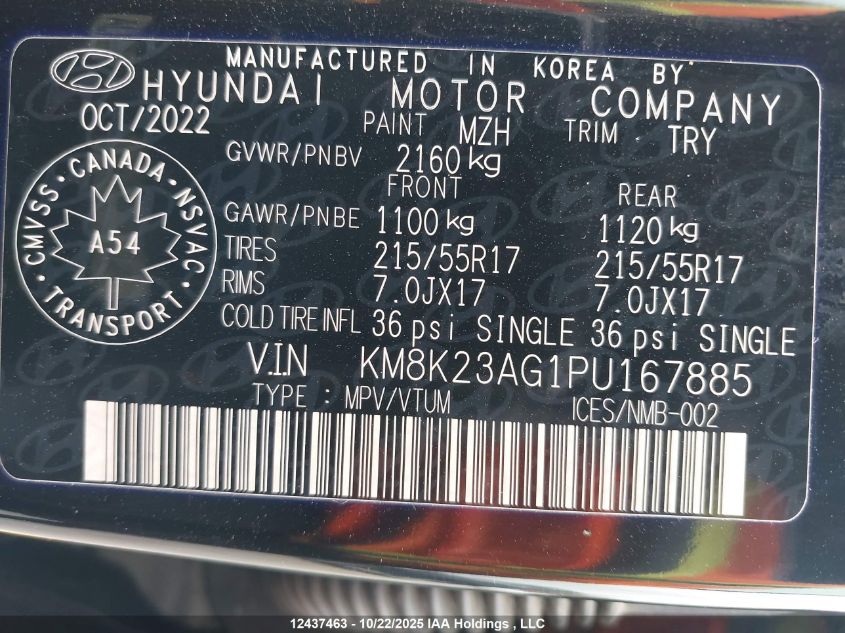 MANUFACTURED IN KOREA BY
HYUNDAI MOTOR COMPANY
OCT/2022 PAINT MZH TRIM TRY
GVWR/PNBV 2160 kg
FRONT REAR
GAWR/PNBE 1100 kg 1120 kg
TIRES 215/55R17 215/55R17
RIMS 7.0JX17 7.0JX17
COLD TIRE INFL 36 psi SINGLE 36 psi SINGLE
V.I.N KM8K23AG1PU167885
TYPE : MPV/VTUM ICES/NMB-002
CMVSS • CANADA • NSVAC • TRANSPORT •
A54
12437463 - 10/22/2025 IAA Holdings , LLC